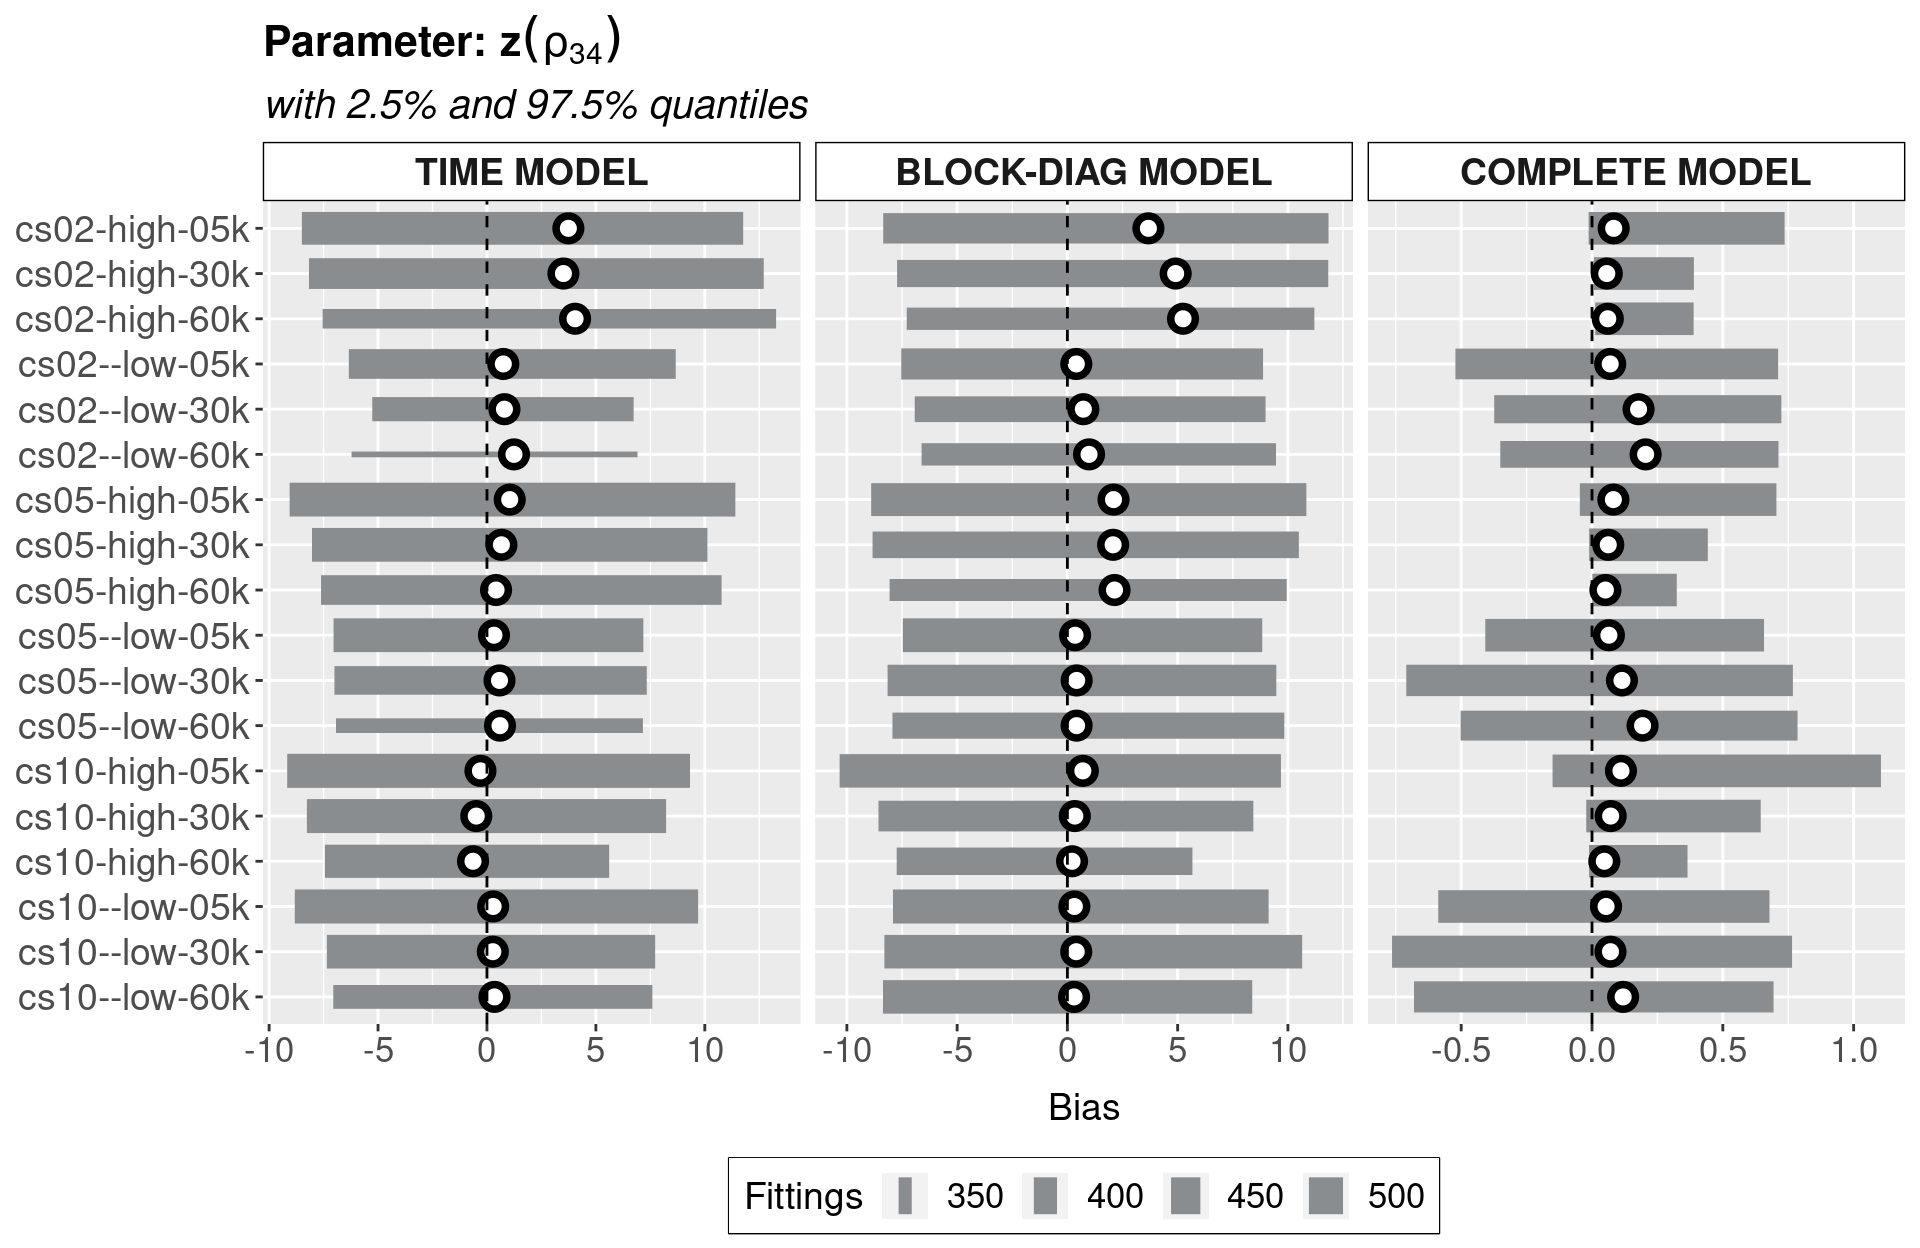 Parameter: z(ρ34)
with 2.5% and 97.5% quantiles
TIME MODEL BLOCK-DIAG MODEL COMPLETE MODEL
cs02-high-05k
cs02-high-30k
cs02-high-60k
cs02--low-05k
cs02--low-30k
cs02--low-60k
cs05-high-05k
cs05-high-30k
cs05-high-60k
cs05--low-05k
cs05--low-30k
cs05--low-60k
cs10-high-05k
cs10-high-30k
cs10-high-60k
cs10--low-05k
cs10--low-30k
cs10--low-60k
-10 -5 0 5 10 -10 -5 0 5 10 -0.5 0.0 0.5 1.0
Bias
Fittings 350 400 450 500